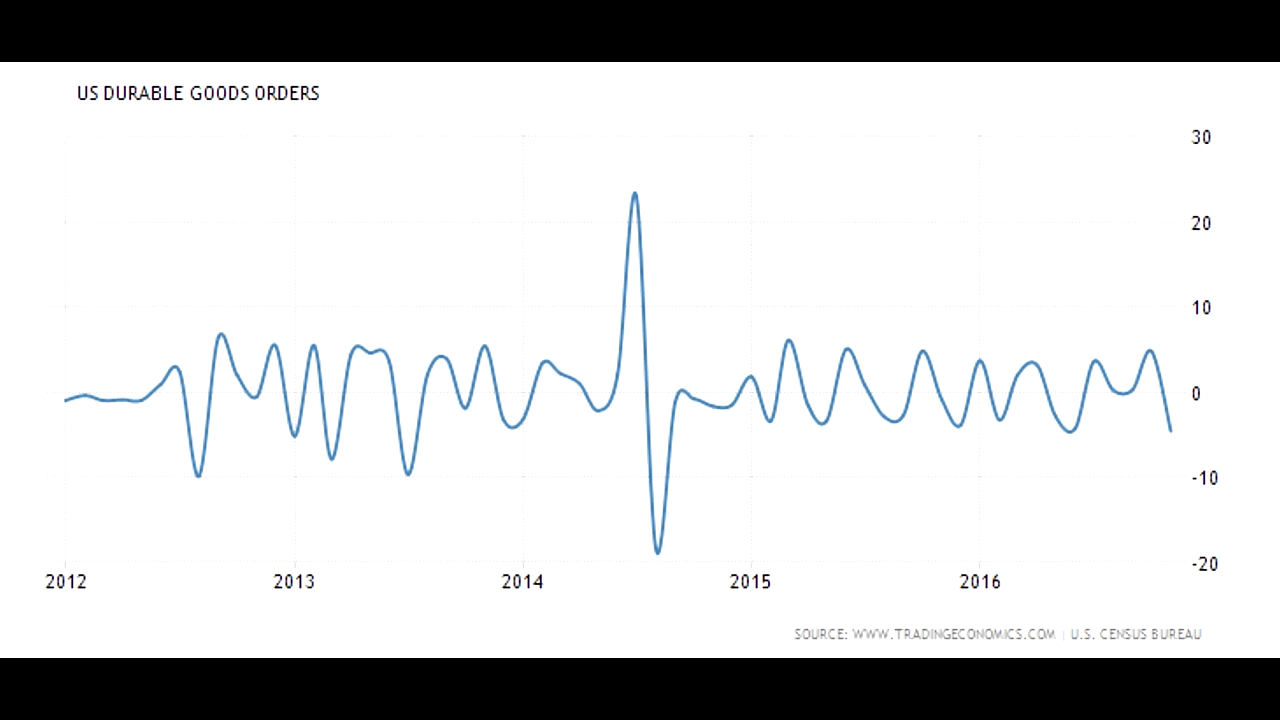 US DURABLE GOODS ORDERS
30
20
10
0
-10
-20
2012 2013 2014 2015 2016
SOURCE: WWW.TRADINGECONOMICS.COM | U.S. CENSUS BUREAU